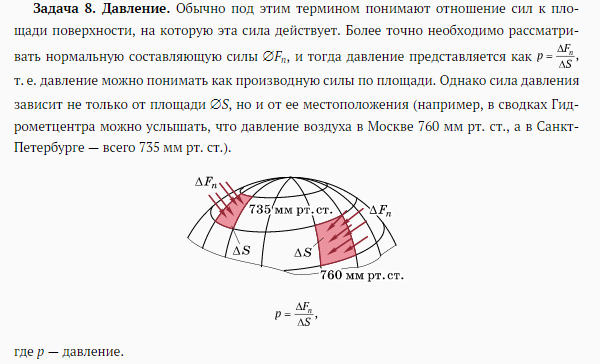 Задача 8. Давление. Обычно под этим термином понимают отношение сил к пло-
щади поверхности, на которую эта сила действует. Более точно необходимо рассматри-
вать нормальную составляющую силы ∅Fₙ, и тогда давление представляется как p = ΔFₙ/ΔS,
т. е. давление можно понимать как производную силы по площади. Однако сила давления
зависит не только от площади ∅S, но и от ее местоположения (например, в сводках Гид-
рометцентра можно услышать, что давление воздуха в Москве 760 мм рт. ст., а в Санкт-
Петербурге — всего 735 мм рт. ст.).
ΔFₙ
735 мм рт. ст.
ΔFₙ
ΔS
ΔS
760 мм рт. ст.
p = ΔFₙ/ΔS,
где p — давление.